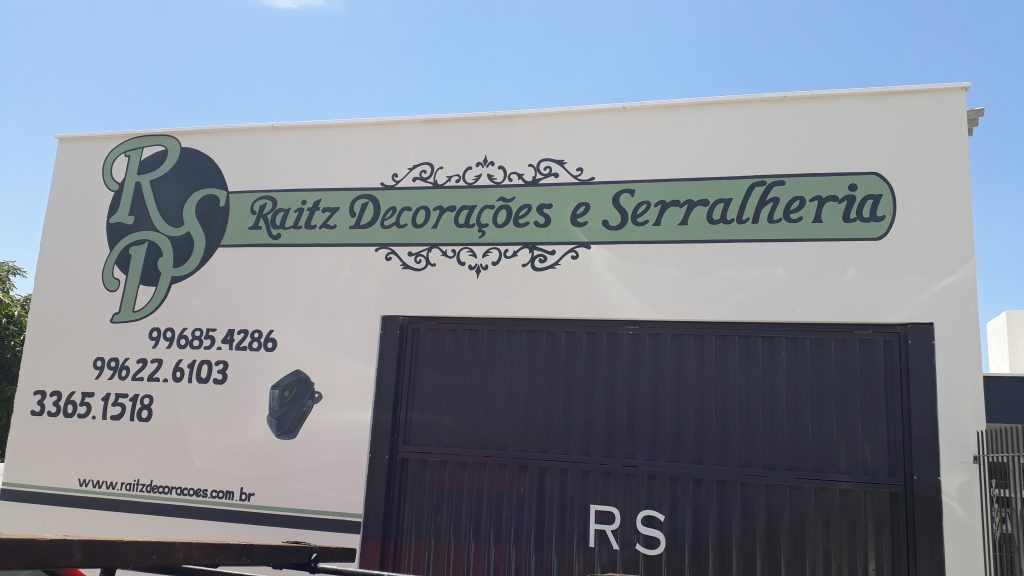 RSD
Raitz Decorações e Serralheria
99685.4286
99622.6103
3365.1518
www.raitzdecoracoes.com.br
RS